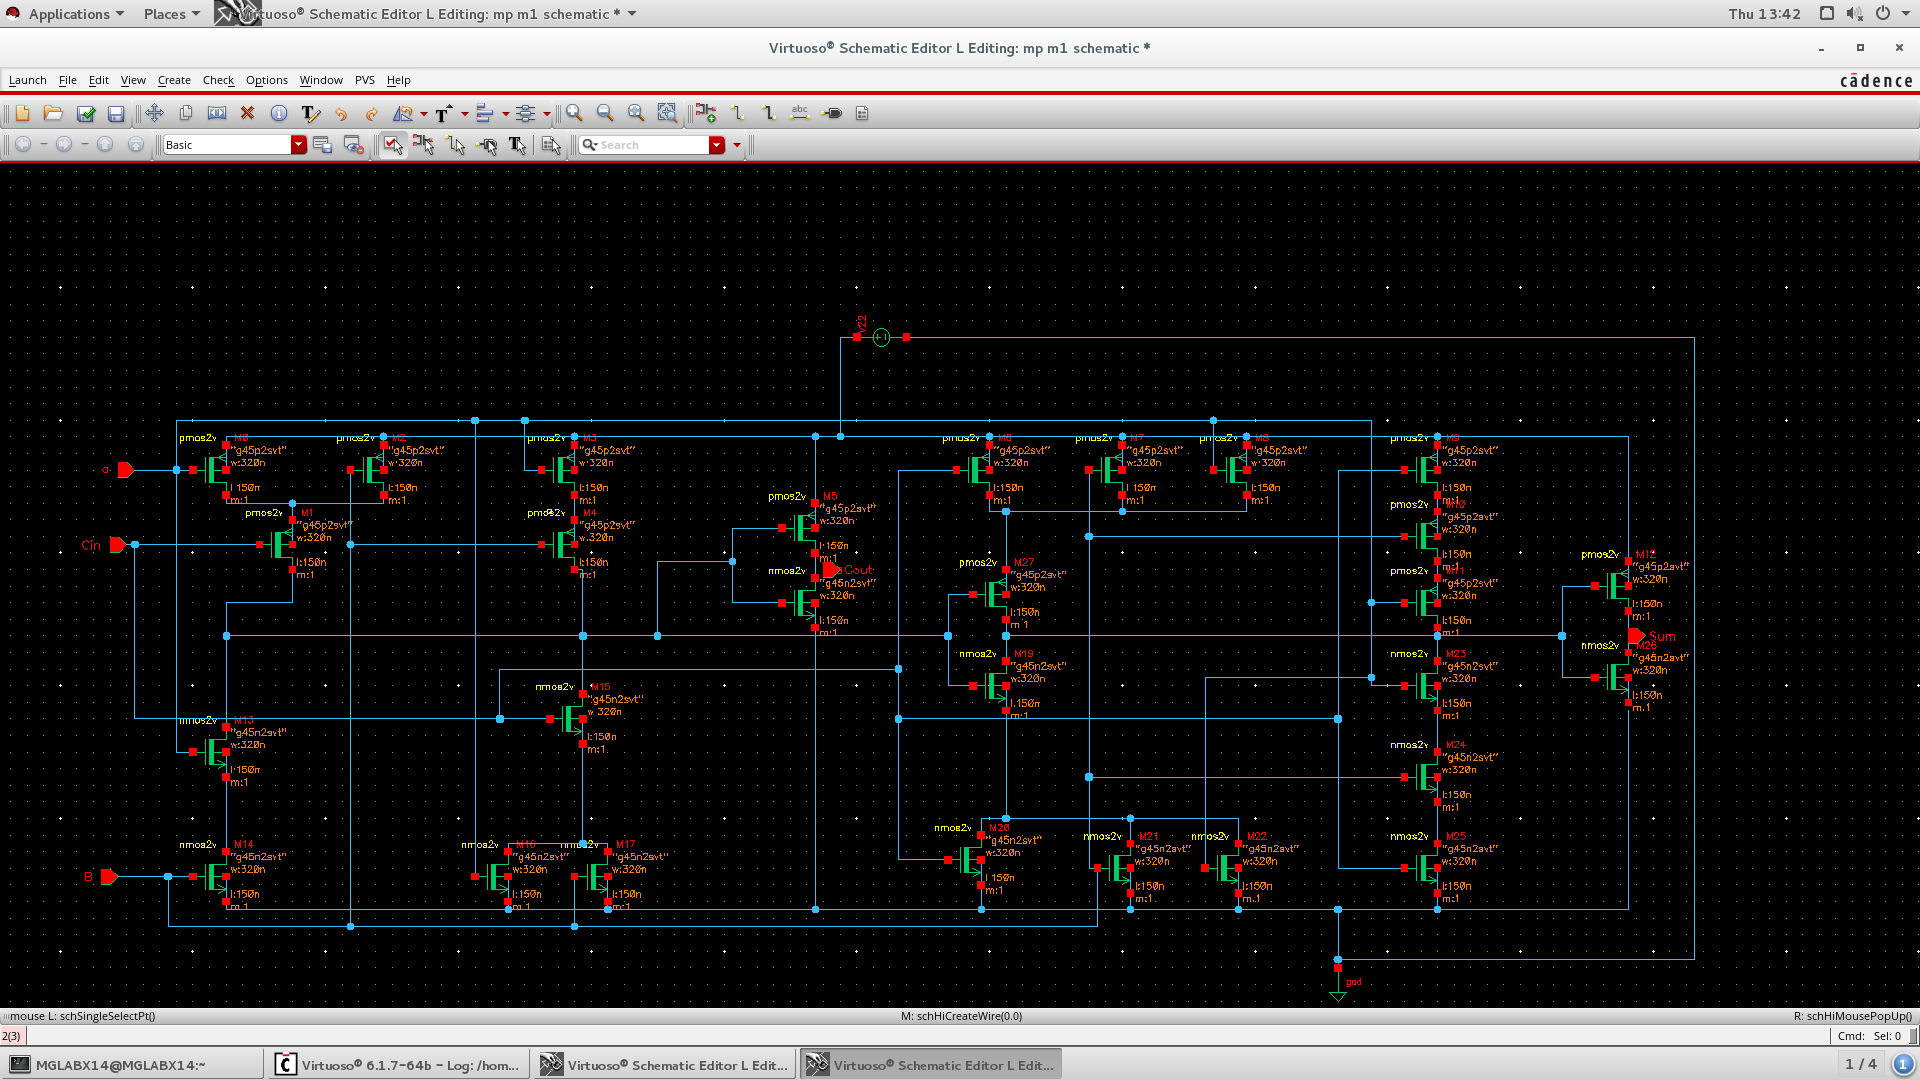 Applications Places Virtuoso® Schematic Editor L Editing: mp m1 schematic * Thu 13:42
Virtuoso® Schematic Editor L Editing: mp m1 schematic *
Launch File Edit View Create Check Options Window PVS Help cādence
Basic Search
V22
pmos2v M0 "g45p2svt" w:320n l:150n m:1
pmos2v M2 "g45p2svt" w:320n l:150n m:1
pmos2v M3 "g45p2svt" w:320n l:150n m:1
pmos2v M6 "g45p2svt" w:320n l:150n m:1
pmos2v M7 "g45p2svt" w:320n l:150n m:1
pmos2v M8 "g45p2svt" w:320n l:150n m:1
pmos2v M9 "g45p2svt" w:320n l:150n m:1
pmos2v M5 "g45p2svt" w:320n l:150n m:1
pmos2v M10 "g45p2svt" w:320n l:150n m:1
Cin
pmos2v M1 "g45p2svt" w:320n l:150n m:1
pmos2v M4 "g45p2svt" w:320n l:150n m:1
nmos2v "g45n2svt" w:320n l:150n m:1
Cout
pmos2v M27 "g45p2svt" w:320n l:150n m:1
pmos2v M11 "g45p2svt" w:320n l:150n m:1
pmos2v M12 "g45p2svt" w:320n l:150n m:1
Sum
nmos2v M19 "g45n2svt" w:320n l:150n m:1
nmos2v M23 "g45n2svt" w:320n l:150n m:1
nmos2v M26 "g45n2svt" w:320n l:150n m:1
nmos2v M15 "g45n2svt" w:320n l:150n m:1
nmos2v M13 "g45n2svt" w:320n l:150n m:1
nmos2v M24 "g45n2svt" w:320n l:150n m:1
B
nmos2v M14 "g45n2svt" w:320n l:150n m:1
nmos2v M16 "g45n2svt" w:320n l:150n m:1
nmos2v M17 "g45n2svt" w:320n l:150n m:1
nmos2v M20 "g45n2svt" w:320n l:150n m:1
nmos2v M21 "g45n2svt" w:320n l:150n m:1
nmos2v M22 "g45n2svt" w:320n l:150n m:1
nmos2v M25 "g45n2svt" w:320n l:150n m:1
gnd
mouse L: schSingleSelectPt() M: schHiCreateWire(0.0) R: schHiMousePopUp()
2(3) Cmd: Sel: 0
MGLABX14@MGLABX14:~ Virtuoso® 6.1.7-64b - Log: /hom... Virtuoso® Schematic Editor L Edit... Virtuoso® Schematic Editor L Edit... 1 / 4 1